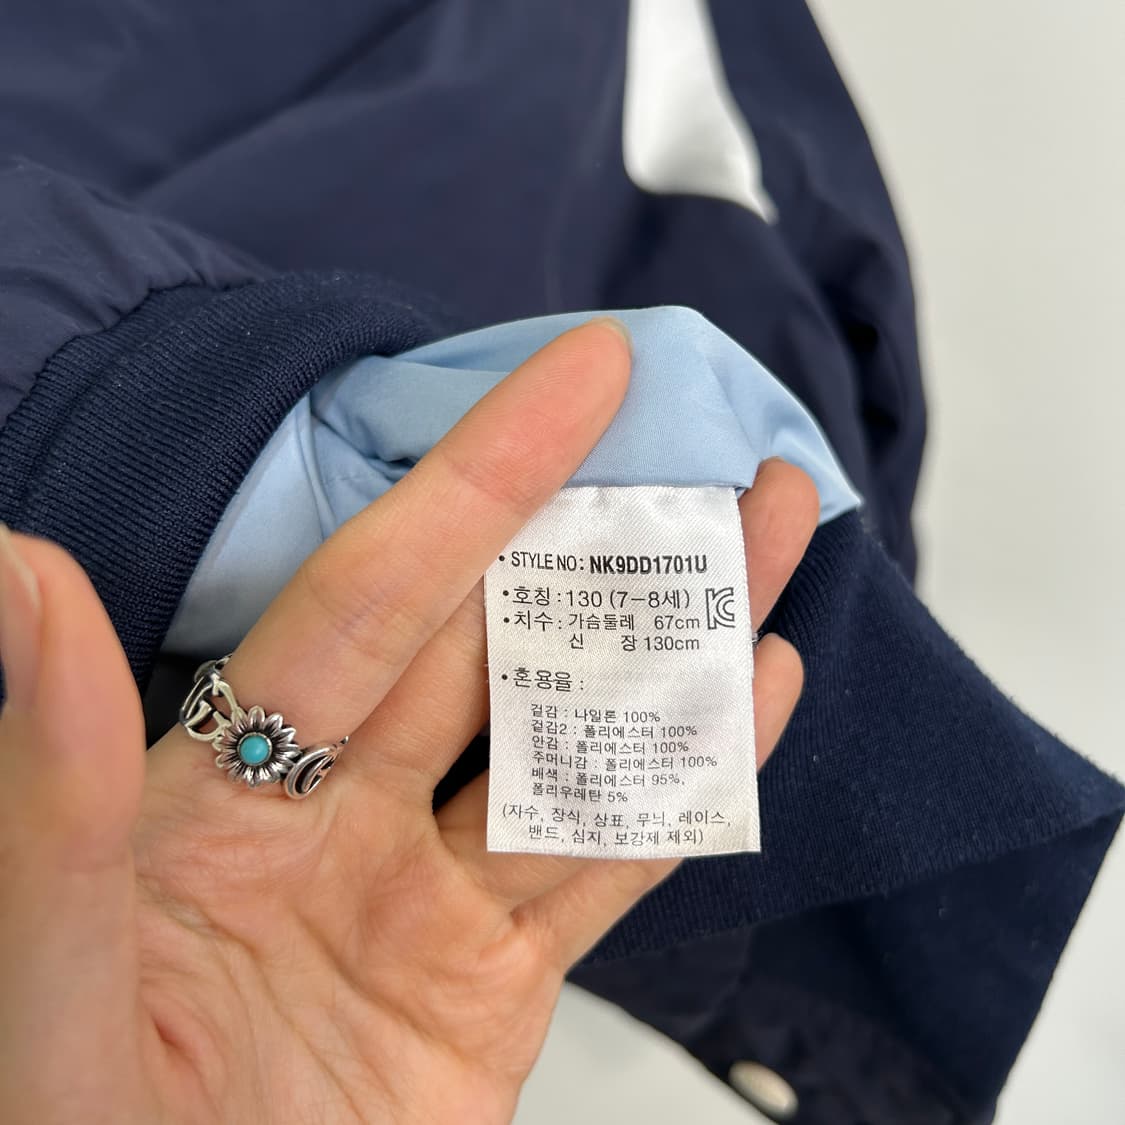 • STYLE NO: NK9DD1701U
• 호칭 : 130 (7-8세)
• 치수 : 가슴둘레 67cm
신 장 130cm
• 혼용율 :
겉감 : 나일론 100%
겉감2 : 폴리에스터 100%
안감 : 폴리에스터 100%
주머니감 : 폴리에스터 100%
배색 : 폴리에스터 95%,
폴리우레탄 5%
(자수, 장식, 상표, 무늬, 레이스,
밴드, 심지, 보강제 제외)